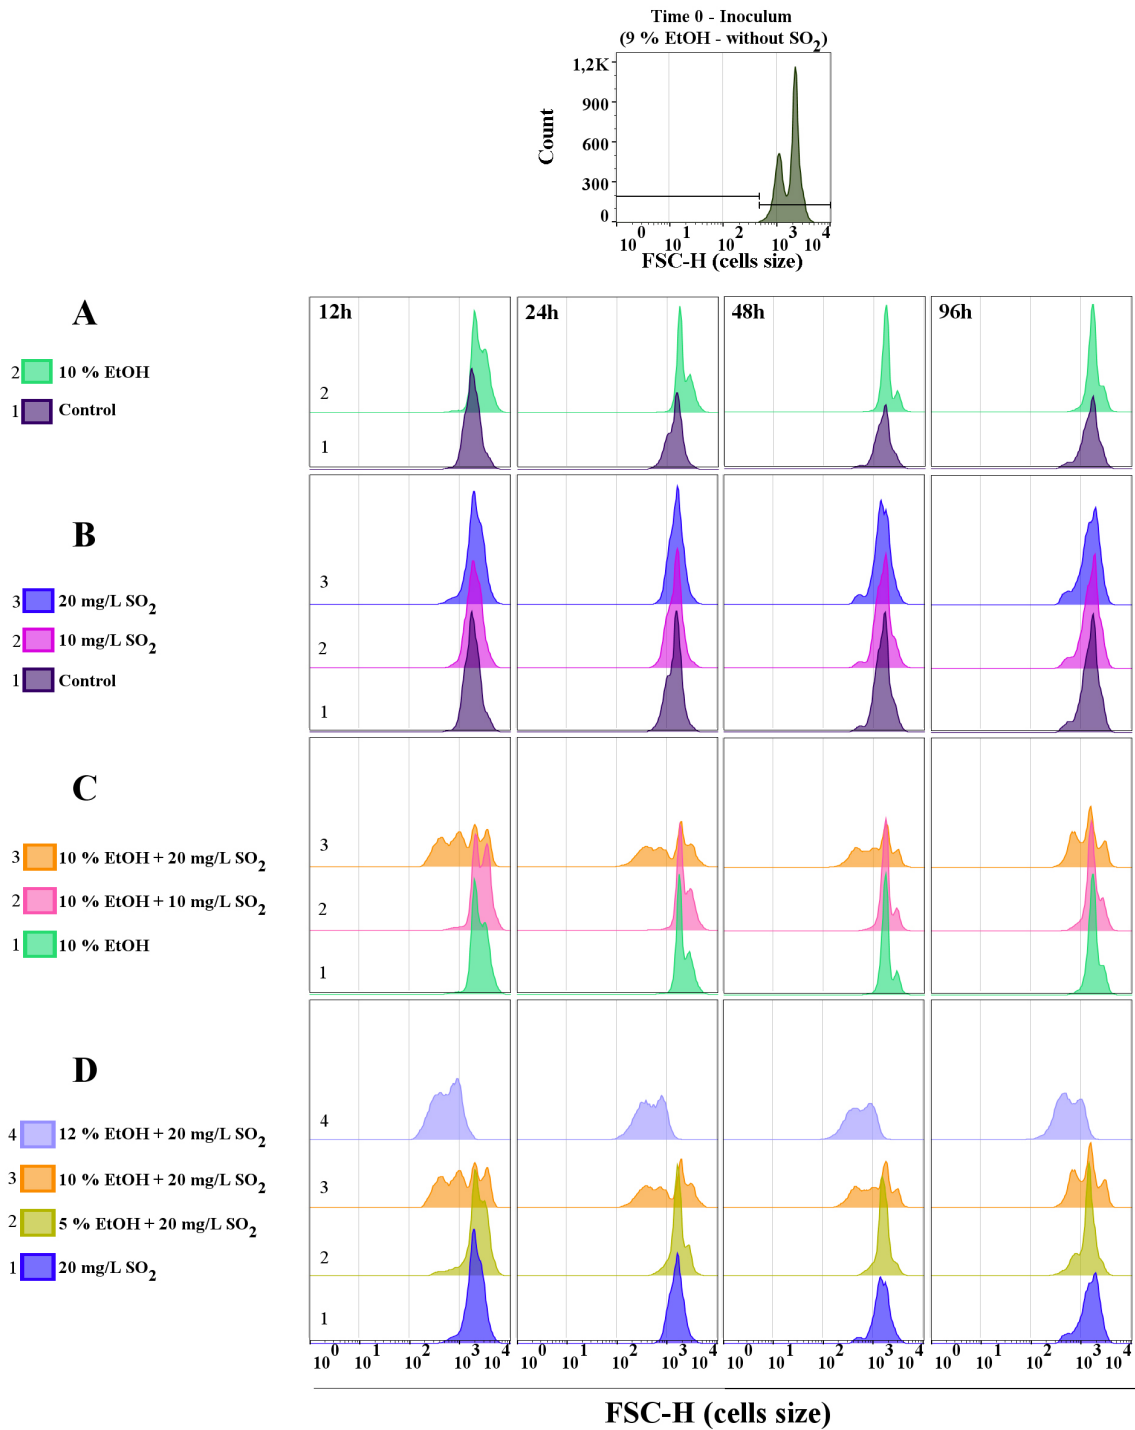 Time 0 - Inoculum
(9 % EtOH - without SO2)
1,2K
900
600
300
0
Count
10^0 10^1 10^2 10^3 10^4
FSC-H (cells size)
A
2 10 % EtOH
1 Control
12h 24h 48h 96h
2
1
B
3 20 mg/L SO2
2 10 mg/L SO2
1 Control
3
2
1
C
3 10 % EtOH + 20 mg/L SO2
2 10 % EtOH + 10 mg/L SO2
1 10 % EtOH
3
2
1
D
4 12 % EtOH + 20 mg/L SO2
3 10 % EtOH + 20 mg/L SO2
2 5 % EtOH + 20 mg/L SO2
1 20 mg/L SO2
4
3
2
1
10^0 10^1 10^2 10^3 10^4 10^0 10^1 10^2 10^3 10^4 10^0 10^1 10^2 10^3 10^4 10^0 10^1 10^2 10^3 10^4
FSC-H (cells size)